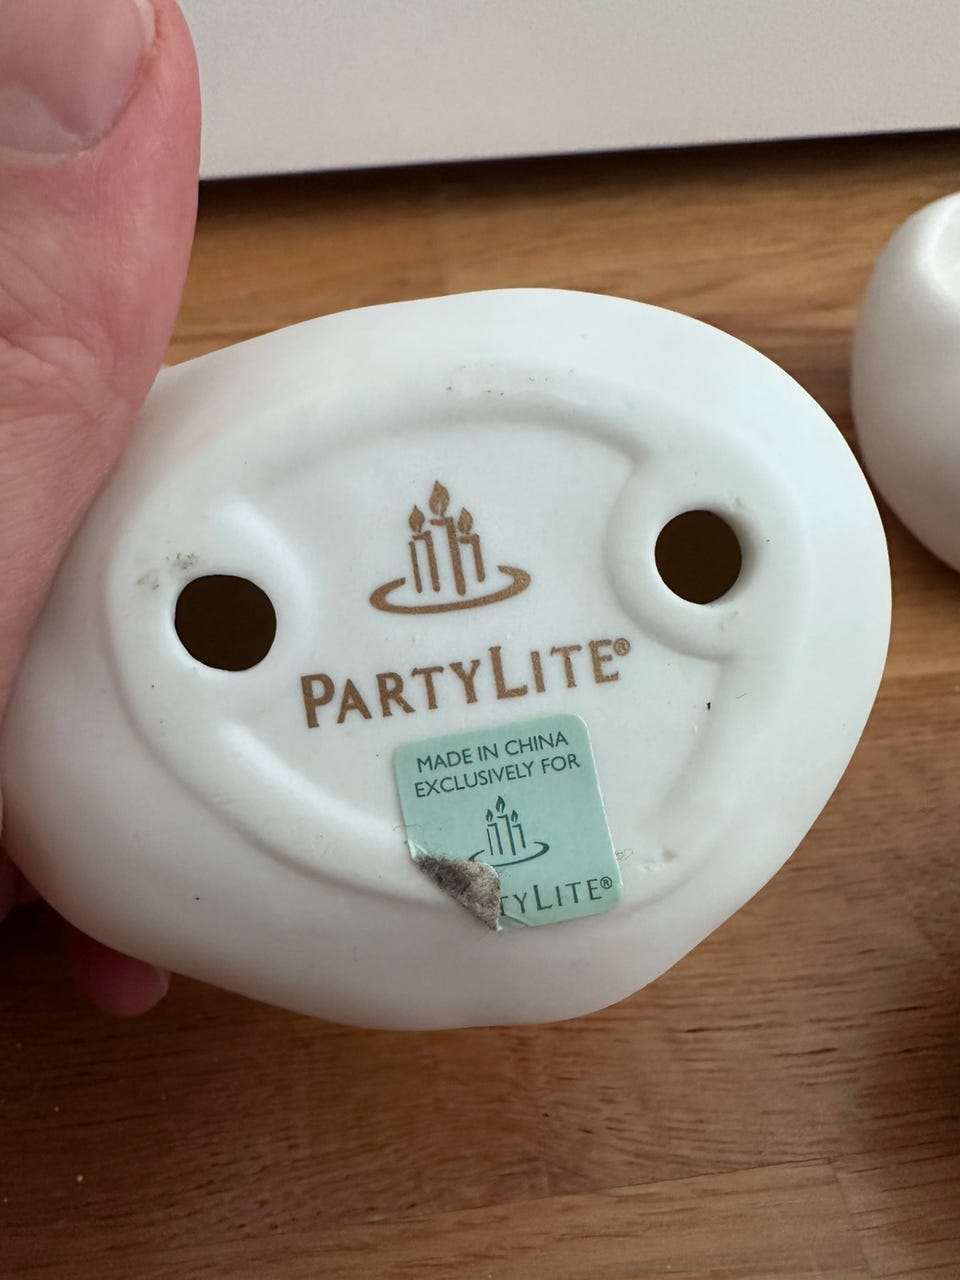 PARTYLITE®
MADE IN CHINA
EXCLUSIVELY FOR
TYLITE®